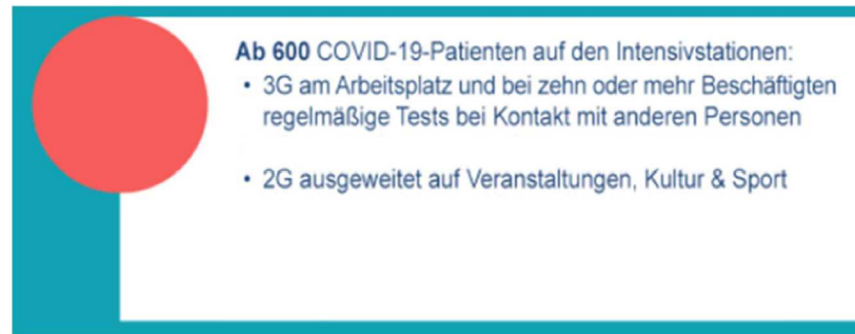 Ab 600 COVID-19-Patienten auf den Intensivstationen:
• 3G am Arbeitsplatz und bei zehn oder mehr Beschäftigten
regelmäßige Tests bei Kontakt mit anderen Personen
• 2G ausgeweitet auf Veranstaltungen, Kultur & Sport